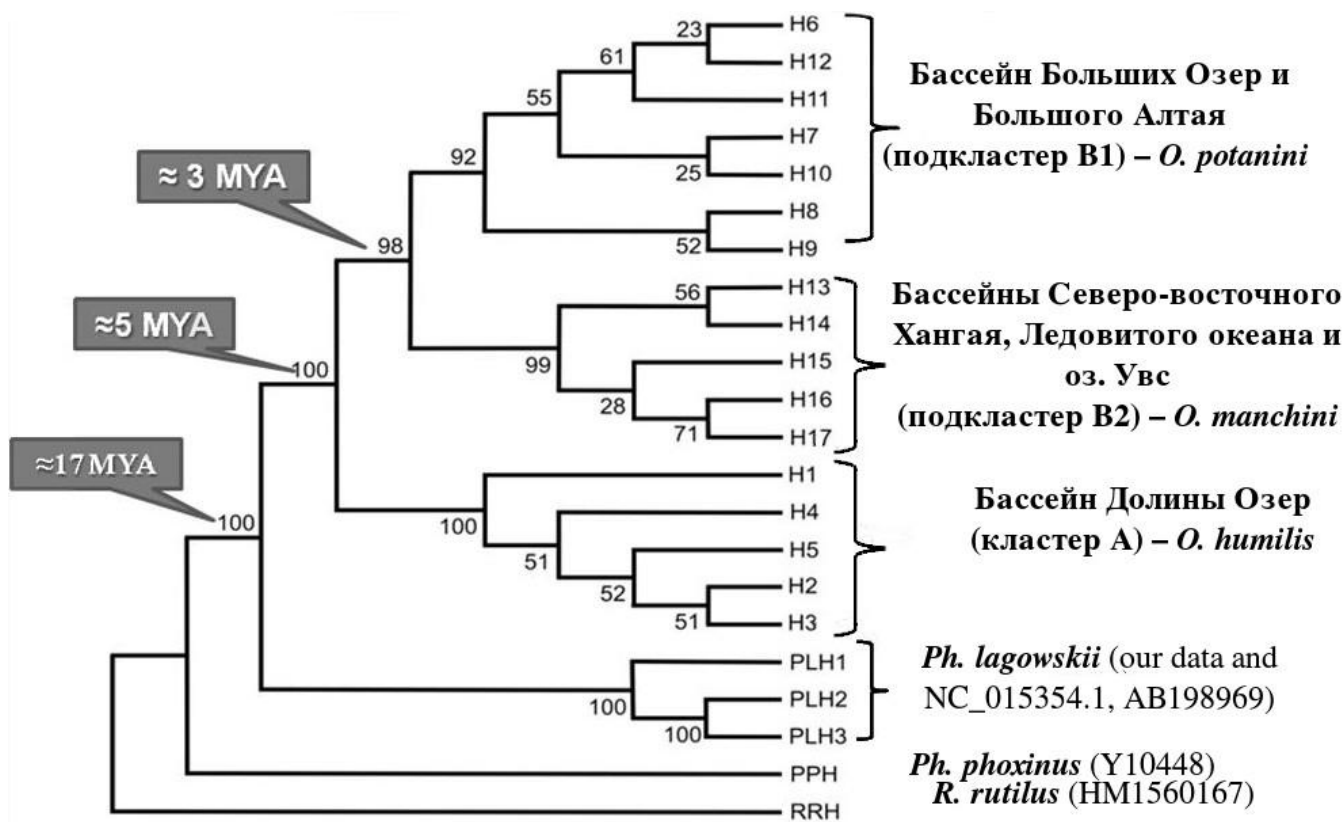 23
H6
H12
61
H11
55
H7
25
H10
92
H8
52
H9
≈ 3 MYA
98
56
H13
H14
99
H15
28
H16
71
H17
≈5 MYA
100
H1
100
H4
51
H5
52
H2
51
H3
≈17MYA
100
PLH1
100
PLH2
100
PLH3
PPH
RRH
Бассейн Больших Озер и
Большого Алтая
(подкластер В1) – O. potanini
Бассейны Северо-восточного
Хангая, Ледовитого океана и
оз. Увс
(подкластер В2) – O. manchini
Бассейн Долины Озер
(кластер А) – O. humilis
Ph. lagowskii (our data and
NC_015354.1, AB198969)
Ph. phoxinus (Y10448)
R. rutilus (HM1560167)